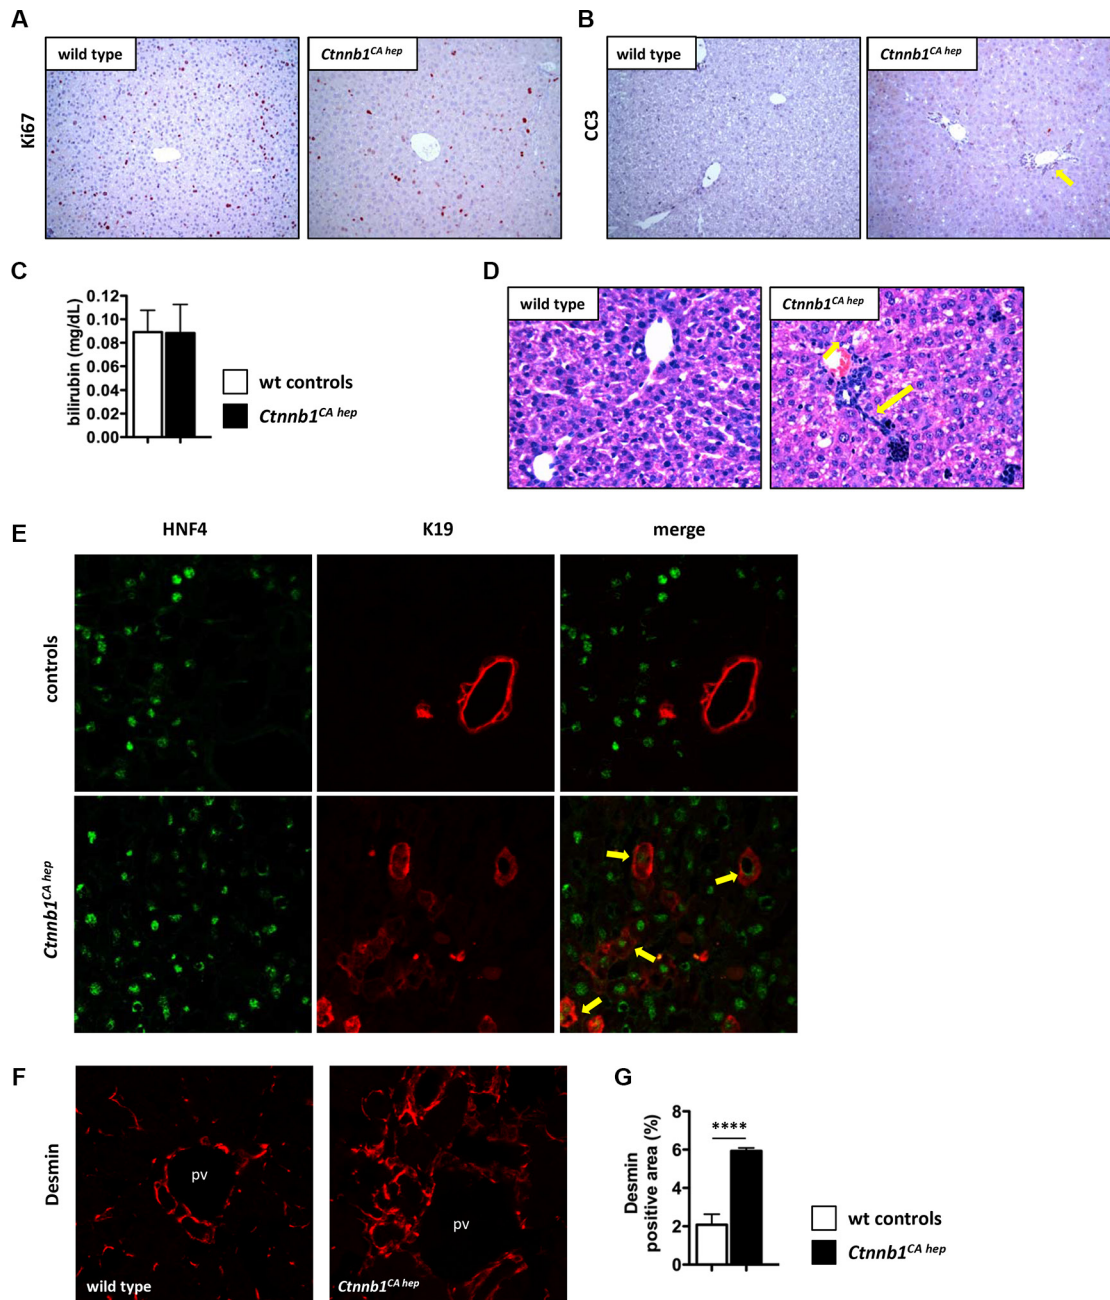 A
wild type
Ctnnb1CA hep
Ki67
B
wild type
Ctnnb1CA hep
CC3
C
bilirubin (mg/dL)
0.12
0.10
0.08
0.06
0.04
0.02
0.00
wt controls
Ctnnb1CA hep
D
wild type
Ctnnb1CA hep
E
HNF4
K19
merge
controls
Ctnnb1CA hep
F
Desmin
pv
wild type
pv
Ctnnb1CA hep
G
Desmin
positive area (%)
8
6
4
2
0
****
wt controls
Ctnnb1CA hep